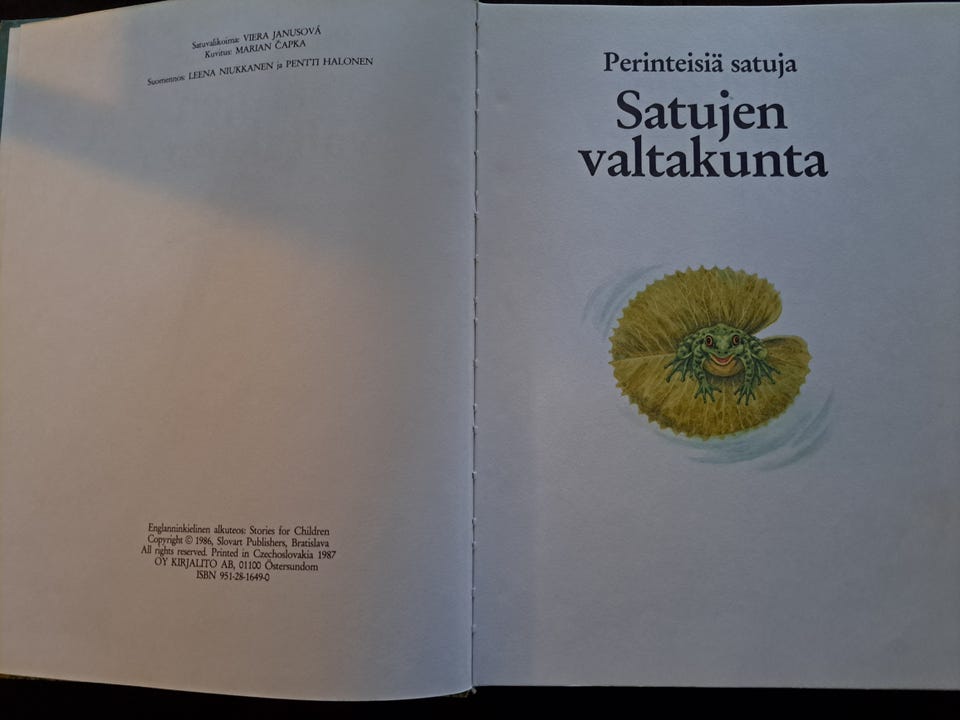 Satuvalikoima: VIERA JANUSOVÁ
Kuvitus: MARIAN ČAPKA
Suomennos: LEENA NIUKKANEN ja PENTTI HALONEN
Englanninkielinen alkuteos: Stories for Children
Copyright © 1986, Slovart Publishers, Bratislava
All rights reserved. Printed in Czechoslovakia 1987
OY KIRJALITO AB, 01100 Östersundom
ISBN 951-28-1649-0
Perinteisiä satuja
Satujen
valtakunta